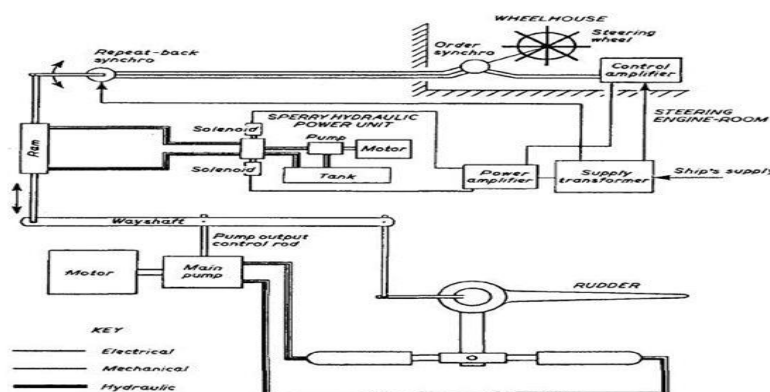 WHEELHOUSE
Steering
wheel
Repeat-back
synchro
Order
synchro
Control
amplifier
STEERING
ENGINE-ROOM
SPERRY HYDRAULIC
POWER UNIT
Solenoid
Pump
Motor
Ram
Solenoid
Tank
Power
amplifier
Supply
transformer
Ship's supply
Wayshaft
Pump output
control rod
Motor
Main
pump
RUDDER
KEY
Electrical
Mechanical
Hydraulic